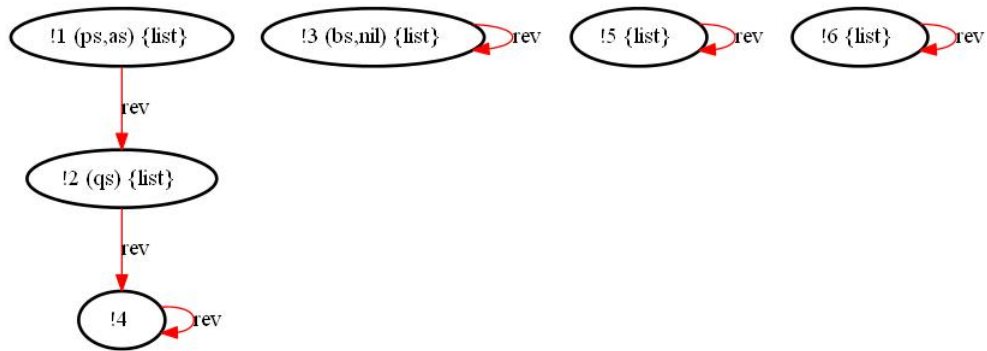 !1 (ps,as) {list}
!3 (bs,nil) {list}
rev
!5 {list}
rev
!6 {list}
rev
rev
!2 (qs) {list}
rev
!4
rev